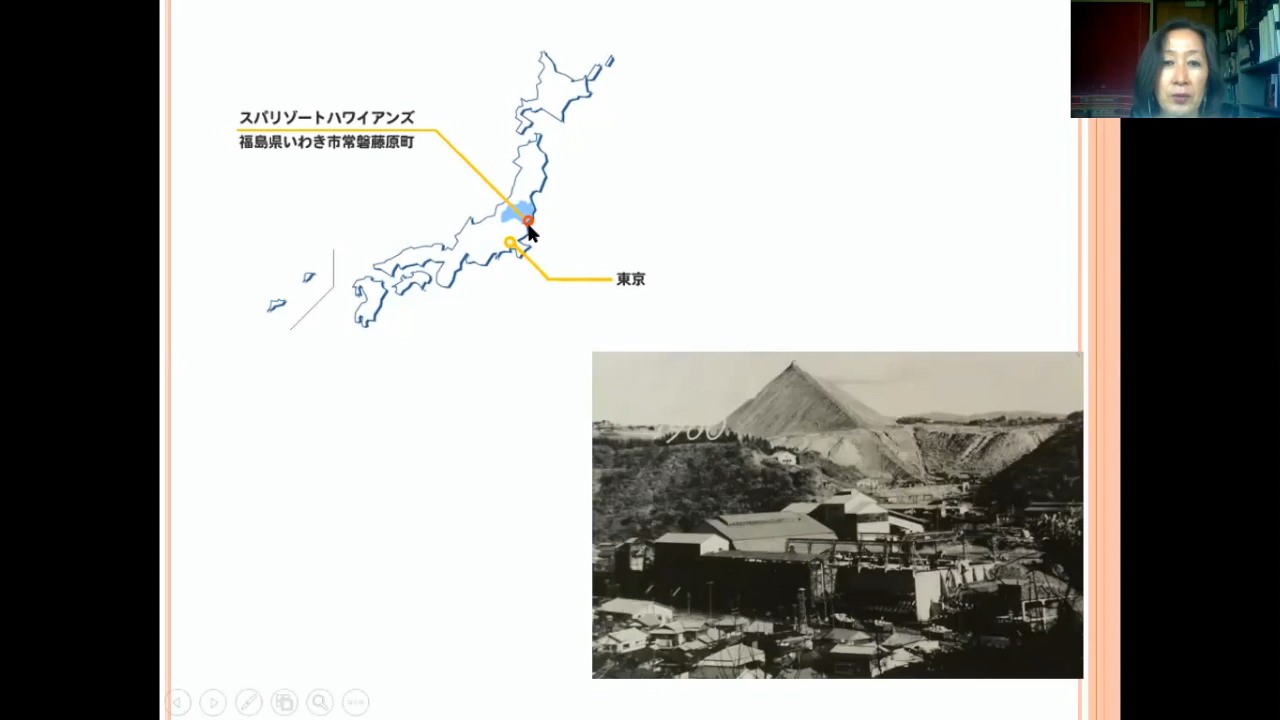 スパリゾートハワイアンズ
福島県いわき市常磐藤原町
東京